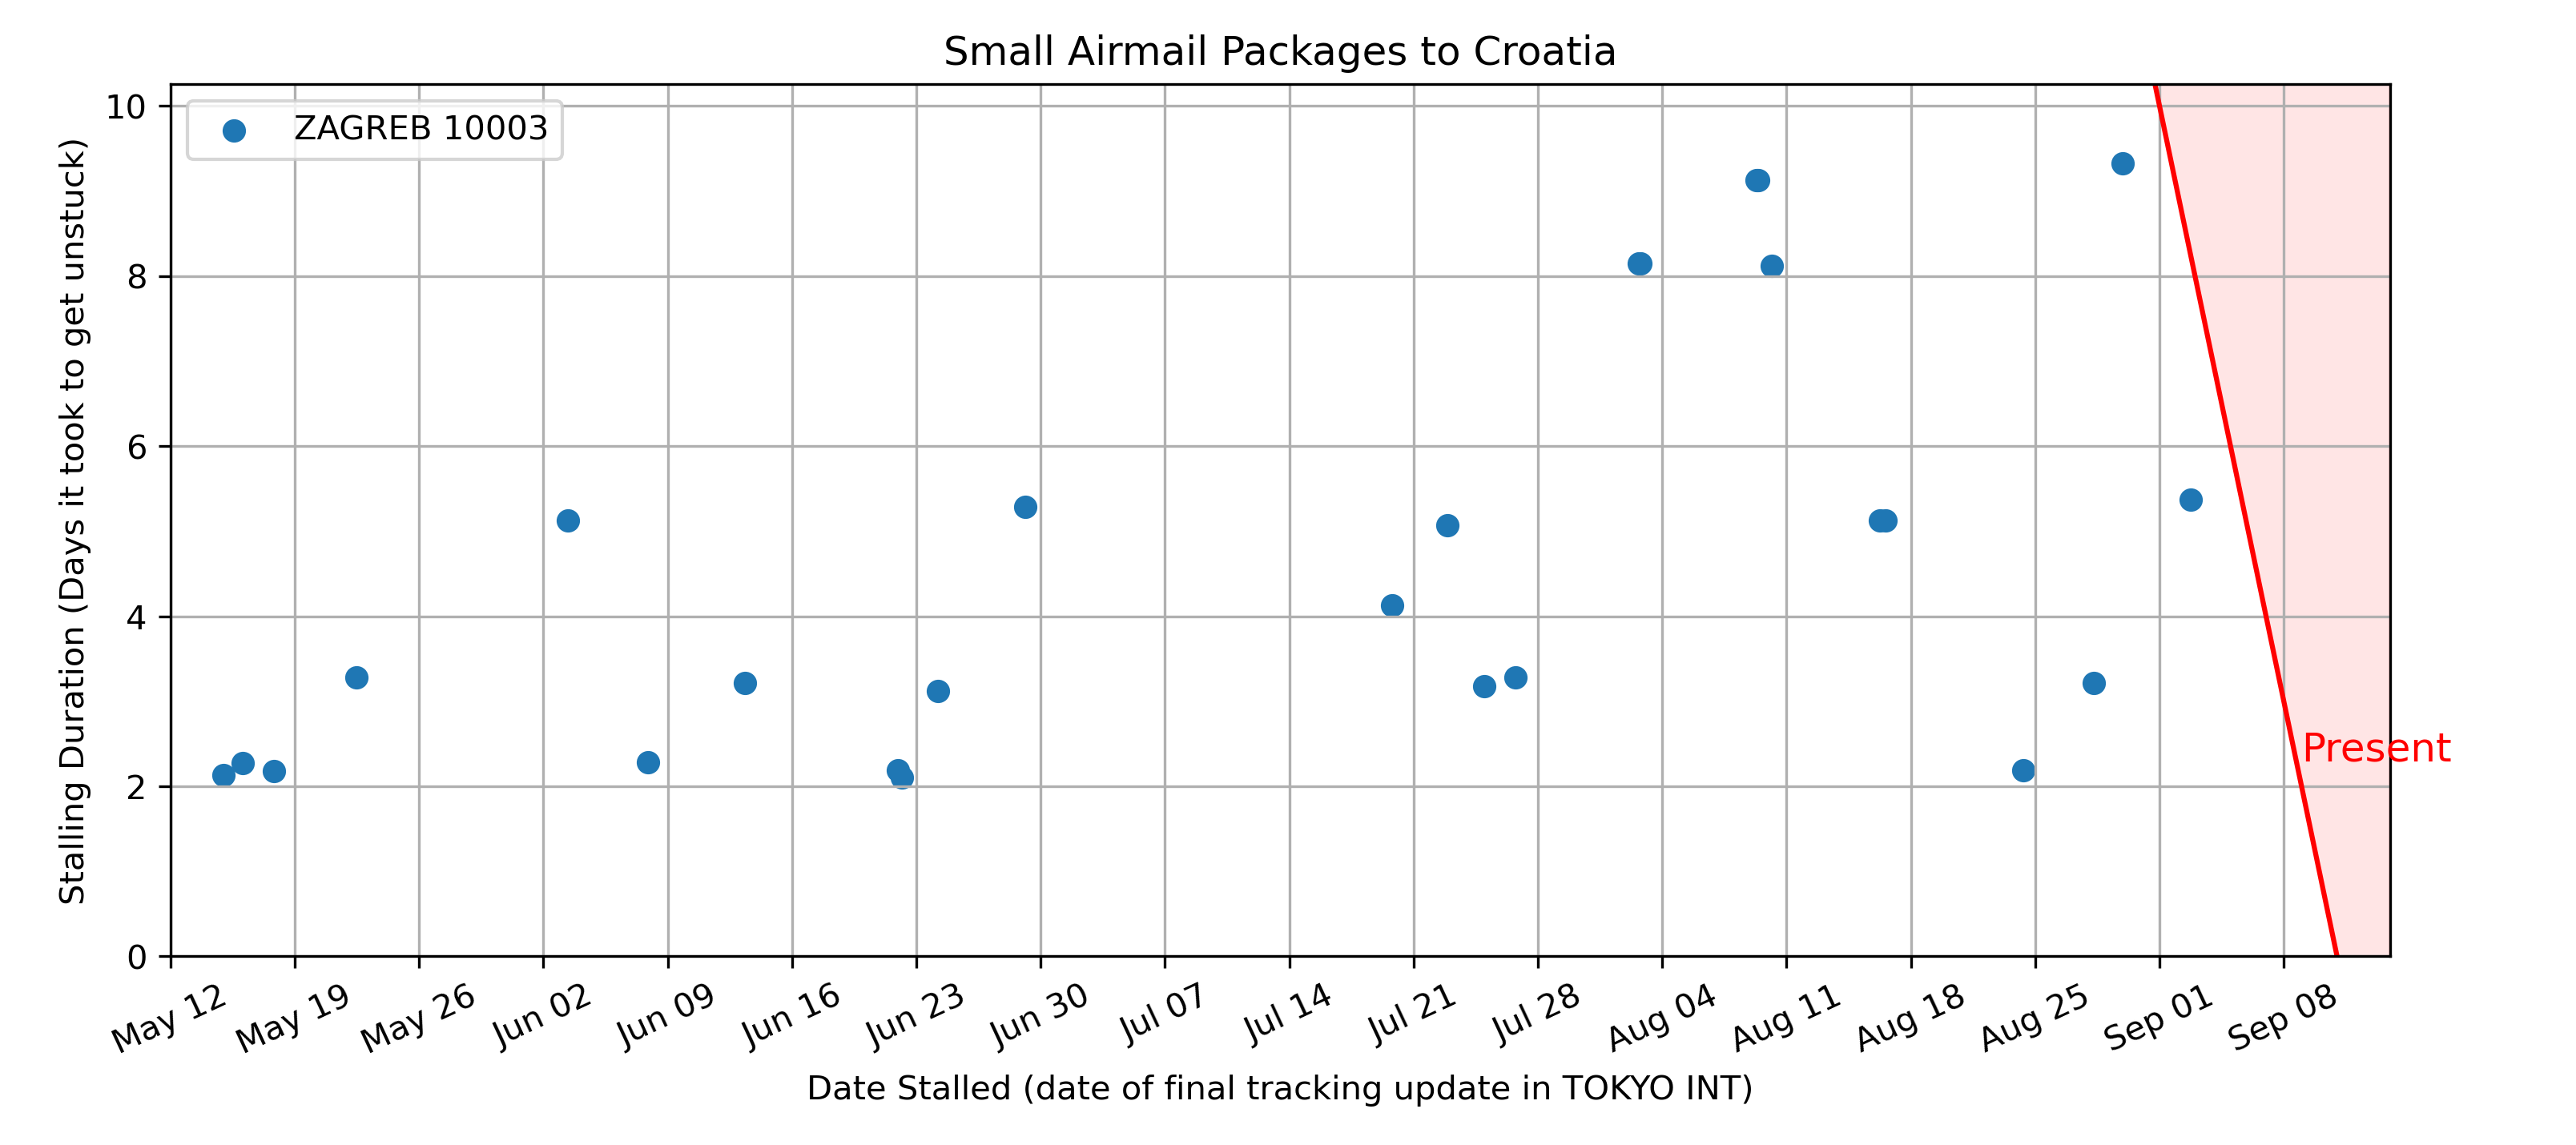 Small Airmail Packages to Croatia
ZAGREB 10003
Stalling Duration (Days it took to get unstuck)
10
8
6
4
2
0
Present
May 12
May 19
May 26
Jun 02
Jun 09
Jun 16
Jun 23
Jun 30
Jul 07
Jul 14
Jul 21
Jul 28
Aug 04
Aug 11
Aug 18
Aug 25
Sep 01
Sep 08
Date Stalled (date of final tracking update in TOKYO INT)